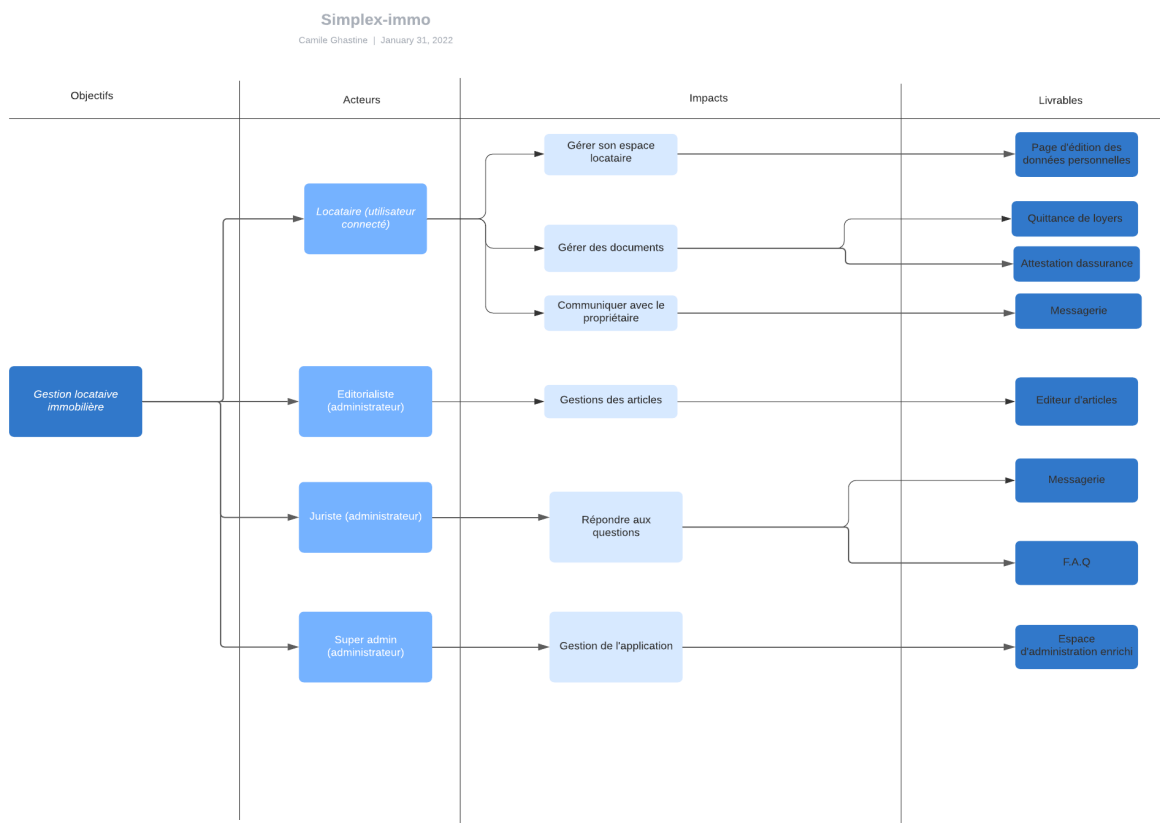 Simplex-immo
Camile Ghastine | January 31, 2022
Objectifs
Acteurs
Impacts
Livrables
Gestion locataive
immobilière
Locataire (utilisateur
connecté)
Gérer son espace
locataire
Page d'édition des
données personnelles
Gérer des documents
Quittance de loyers
Attestation dassurance
Communiquer avec le
propriétaire
Messagerie
Editorialiste
(administrateur)
Gestions des articles
Editeur d'articles
Juriste (administrateur)
Répondre aux
questions
Messagerie
F.A.Q
Super admin
(administrateur)
Gestion de l'application
Espace
d'administration enrichi